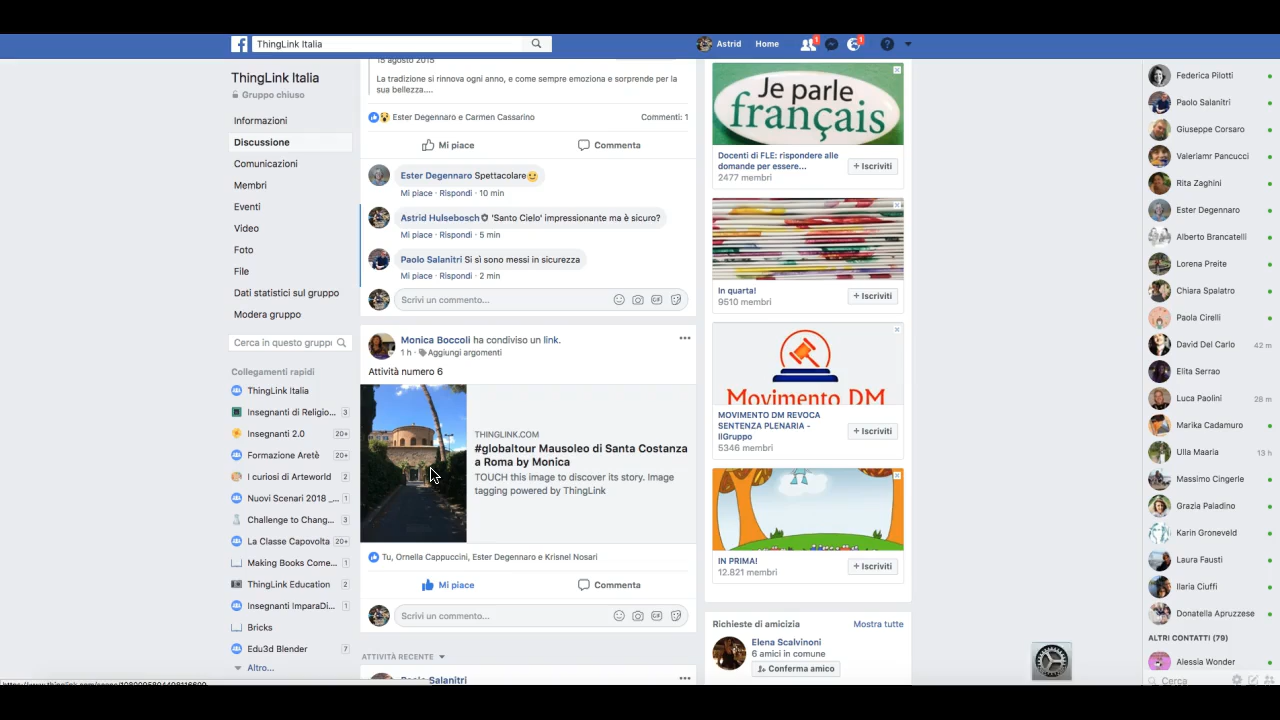 ThingLink Italia
Astrid
Home
1
1
ThingLink Italia
Gruppo chiuso
Informazioni
Discussione
Comunicazioni
Membri
Eventi
Video
Foto
File
Dati statistici sul gruppo
Modera gruppo
Cerca in questo gruppo
Collegamenti rapidi
ThingLink Italia
Insegnanti di Religio... 3
Insegnanti 2.0 20+
Formazione Aretè 20+
I curiosi di Arteworld 2
Nuovi Scenari 2018 _... 1
Challenge to Chang... 3
La Classe Capovolta 20+
Making Books Come... 1
ThingLink Education 2
Insegnanti ImparaDi... 1
Bricks
Edu3d Blender 7
Altro...
15 agosto 2015
La tradizione si rinnova ogni anno, e come sempre emoziona e sorprende per la
sua bellezza....
Ester Degennaro e Carmen Cassarino
Commenti: 1
Mi piace
Commenta
Ester Degennaro Spettacolare
Mi piace · Rispondi · 10 min
Astrid Hulsebosch 'Santo Cielo' impressionante ma è sicuro?
Mi piace · Rispondi · 5 min
Paolo Salanitri Sì sì sono messi in sicurezza
Mi piace · Rispondi · 2 min
Scrivi un commento...
GIF
Monica Boccoli ha condiviso un link.
1 h · Aggiungi argomenti
Attività numero 6
THINGLINK.COM
#globaltour Mausoleo di Santa Costanza
a Roma by Monica
TOUCH this image to discover its story. Image
tagging powered by ThingLink
Tu, Ornella Cappuccini, Ester Degennaro e Krisnel Nosari
Mi piace
Commenta
Scrivi un commento...
GIF
ATTIVITÀ RECENTE
Paolo Salanitri
Je parle
français
Docenti di FLE: rispondere alle
domande per essere...
2477 membri
+ Iscriviti
In quarta!
9510 membri
+ Iscriviti
Movimento DM
MOVIMENTO DM REVOCA
SENTENZA PLENARIA -
IlGruppo
5346 membri
+ Iscriviti
IN PRIMA!
12.821 membri
+ Iscriviti
Richieste di amicizia
Mostra tutte
Elena Scalvinoni
6 amici in comune
Conferma amico
Federica Pilotti
Paolo Salanitri
Giuseppe Corsaro
Valeriamr Pancucci
Rita Zaghini
Ester Degennaro
Alberto Brancatelli
Lorena Preite
Chiara Spalatro
Paola Cirelli
David Del Carlo 42 m
Elita Serrao
Luca Paolini 28 m
Marika Cadamuro
Ulla Maaria 13 h
Massimo Cingerle
Grazia Paladino
Karin Groneveld
Laura Fausti
Ilaria Ciuffi
Donatella Apruzzese
ALTRI CONTATTI (79)
Alessia Wonder
Cerca